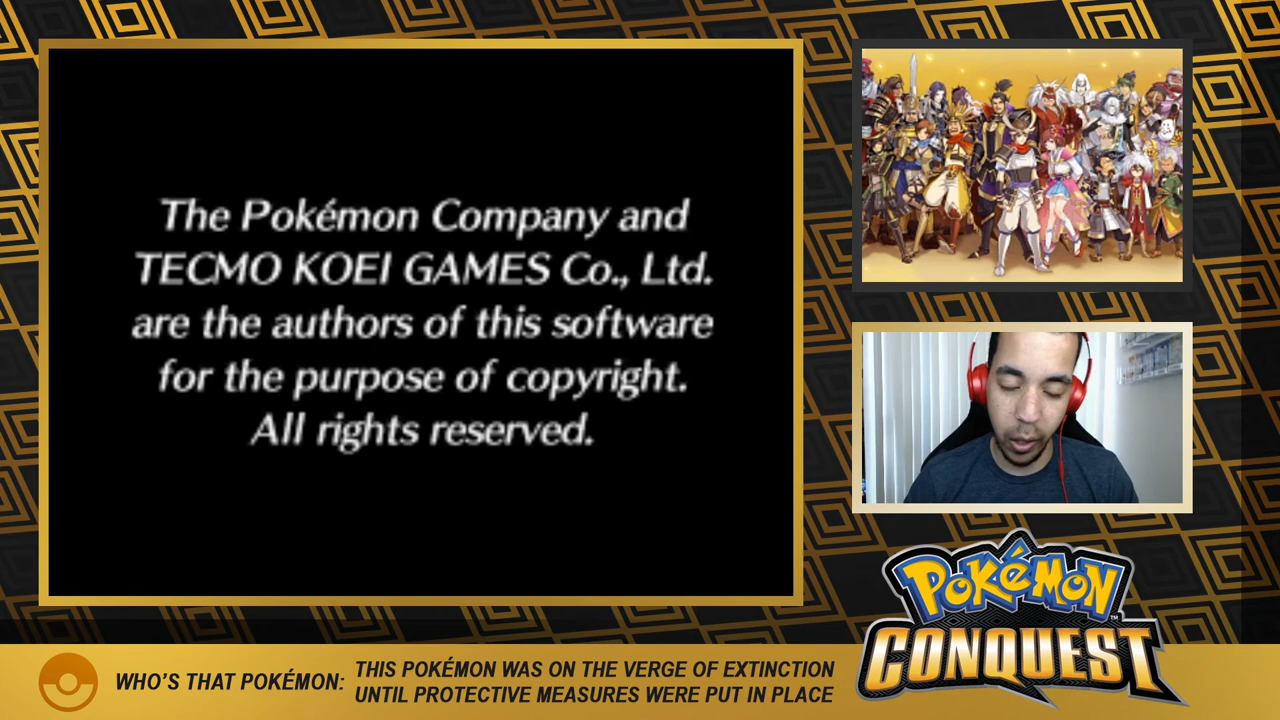 The Pokémon Company and
TECMO KOEI GAMES Co., Ltd.
are the authors of this software
for the purpose of copyright.
All rights reserved.
POKéMON
™
CONQUEST
WHO'S THAT POKÉMON:
THIS POKÉMON WAS ON THE VERGE OF EXTINCTION
UNTIL PROTECTIVE MEASURES WERE PUT IN PLACE